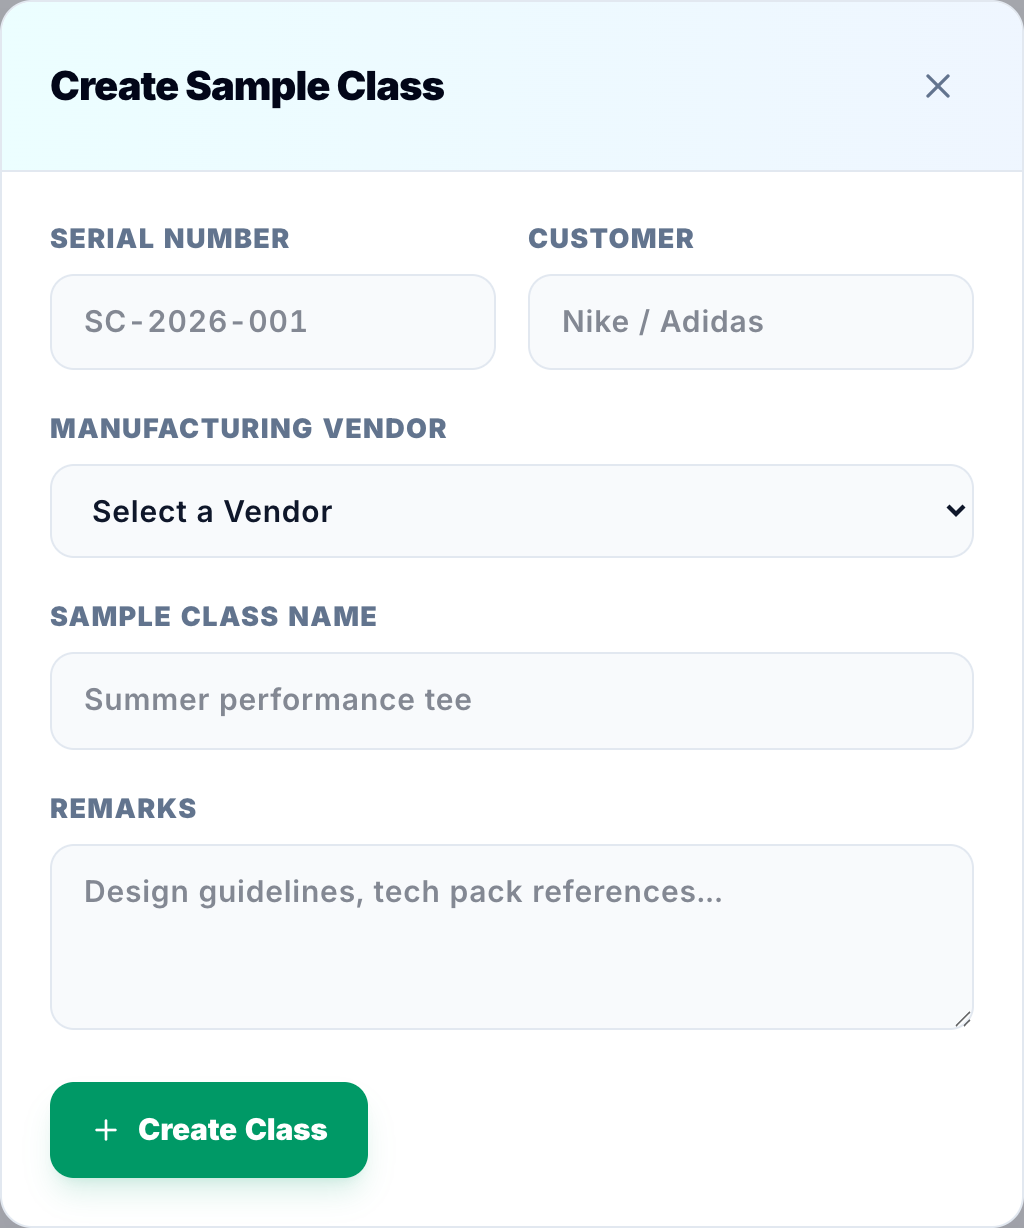 Create Sample Class
SERIAL NUMBER
CUSTOMER
SC-2026-001
Nike / Adidas
MANUFACTURING VENDOR
Select a Vendor
SAMPLE CLASS NAME
Summer performance tee
REMARKS
Design guidelines, tech pack references...
Create Class